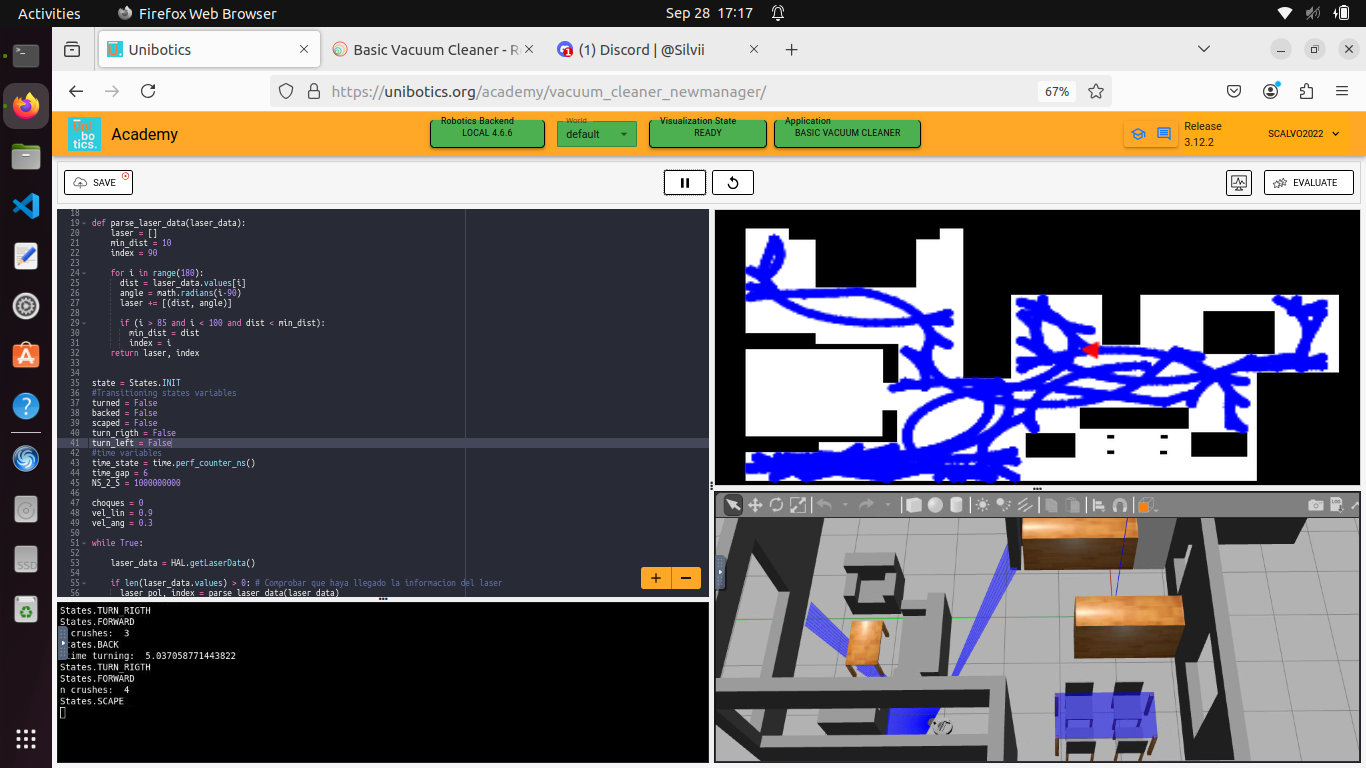 Activities
Firefox Web Browser
Sep 28 17:17
Unibotics
Basic Vacuum Cleaner - R
(1) Discord | @Silvii
https://unibotics.org/academy/vacuum_cleaner_newmanager/
67%
Academy
Robotics Backend
LOCAL 4.6.6
World
default
Visualization State
READY
Application
BASIC VACUUM CLEANER
Release
3.12.2
SCALVO2022
SAVE
EVALUATE
18
19 def parse_laser_data(laser_data):
20 laser = []
21 min_dist = 10
22 index = 90
23
24 for i in range(180):
25 dist = laser_data.values[i]
26 angle = math.radians(i-90)
27 laser += [(dist, angle)]
28
29 if (i > 85 and i < 100 and dist < min_dist):
30 min_dist = dist
31 index = i
32 return laser, index
33
34
35 state = States.INIT
36 #Transitioning states variables
37 turned = False
38 backed = False
39 scaped = False
40 turn_rigth = False
41 turn_left = False
42 #time variables
43 time_state = time.perf_counter_ns()
44 time_gap = 6
45 NS_2_S = 1000000000
46
47 choques = 0
48 vel_lin = 0.9
49 vel_ang = 0.3
50
51 while True:
52
53 laser_data = HAL.getLaserData()
54
55 if len(laser_data.values) > 0: # Comprobar que haya llegado la informacion del laser
56 laser_pol, index = parse_laser_data(laser_data)
States.TURN_RIGTH
States.FORWARD
crushes: 3
tates.BACK
time turning: 5.037058771443822
States.TURN_RIGTH
States.FORWARD
n crushes: 4
States.SCAPE